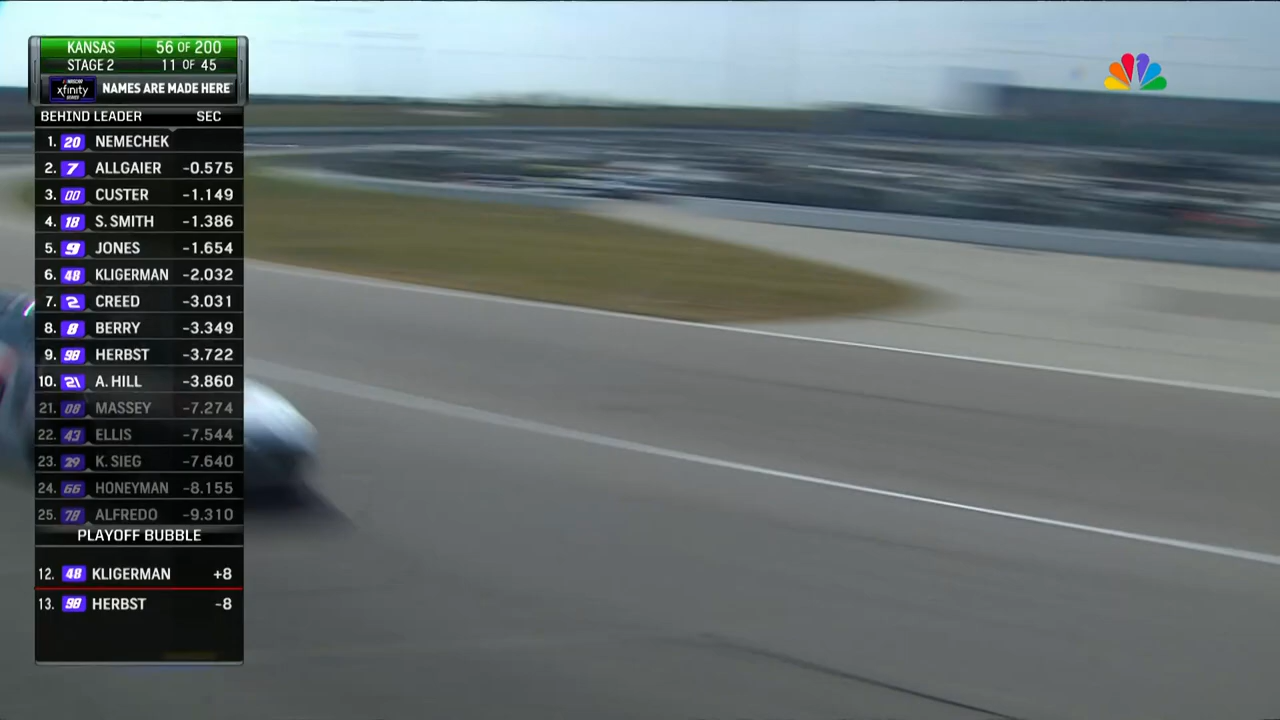 KANSAS 56 OF 200
STAGE 2 11 OF 45
NASCAR xfinity SERIES NAMES ARE MADE HERE
BEHIND LEADER SEC
1. 20 NEMECHEK
2. 7 ALLGAIER -0.575
3. 00 CUSTER -1.149
4. 18 S. SMITH -1.386
5. 9 JONES -1.654
6. 48 KLIGERMAN -2.032
7. 2 CREED -3.031
8. 8 BERRY -3.349
9. 98 HERBST -3.722
10. 21 A. HILL -3.860
21. 08 MASSEY -7.274
22. 43 ELLIS -7.544
23. 29 K. SIEG -7.640
24. 66 HONEYMAN -8.155
25. 78 ALFREDO -9.310
PLAYOFF BUBBLE
12. 48 KLIGERMAN +8
13. 98 HERBST -8